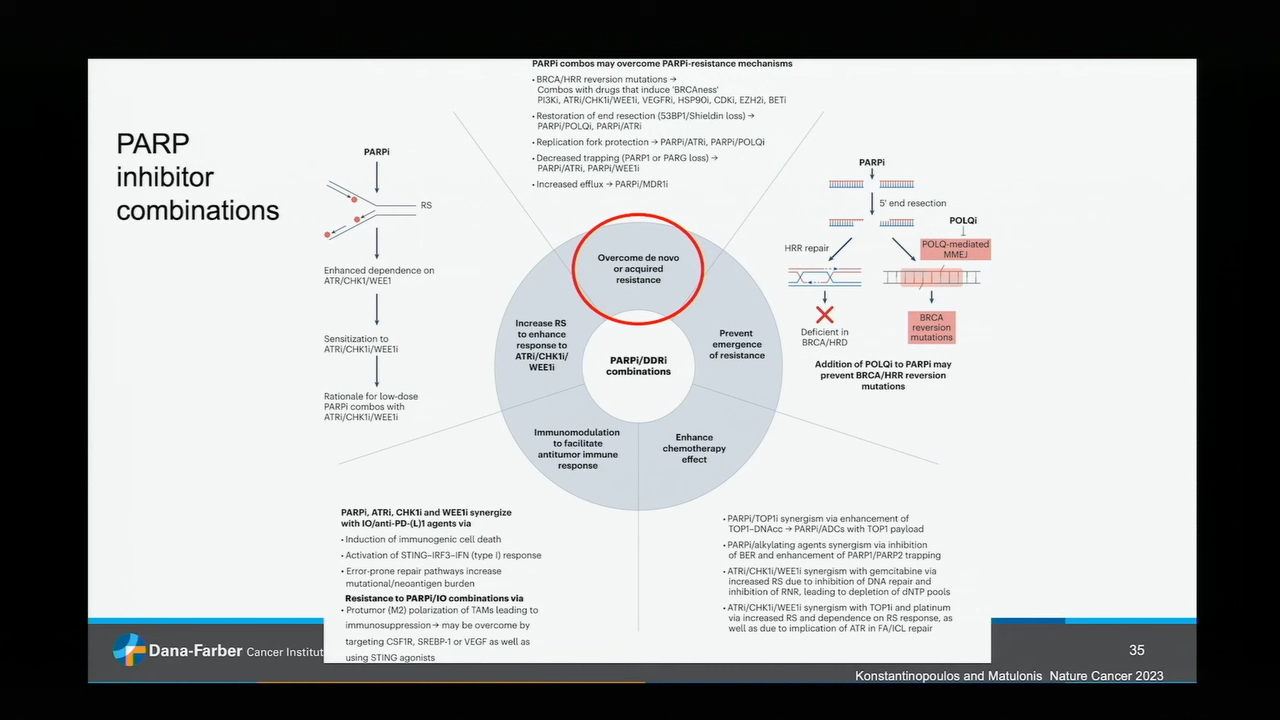 PARP
inhibitor
combinations
PARPi combos may overcome PARPi-resistance mechanisms
• BRCA/HRR reversion mutations →
Combos with drugs that induce 'BRCAness'
PI3Ki, ATRi/CHK1i/WEE1i, VEGFRi, HSP90i, CDKi, EZH2i, BETi
• Restoration of end resection (53BP1/Shieldin loss) →
PARPi/POLQi, PARPi/ATRi
• Replication fork protection → PARPi/ATRi, PARPi/POLQi
• Decreased trapping (PARP1 or PARG loss) →
PARPi/ATRi, PARPi/WEE1i
• Increased efflux → PARPi/MDR1i
PARPi
RS
Enhanced dependence on
ATR/CHK1/WEE1
Sensitization to
ATRi/CHK1i/WEE1i
Rationale for low-dose
PARPi combos with
ATRi/CHK1i/WEE1i
Overcome de novo
or acquired
resistance
Increase RS
to enhance
response to
ATRi/CHK1i/
WEE1i
PARPi/DDRi
combinations
Prevent
emergence
of resistance
Immunomodulation
to facilitate
antitumor immune
response
Enhance
chemotherapy
effect
PARPi
5' end resection
POLQi
HRR repair
POLQ-mediated
MMEJ
Deficient in
BRCA/HRD
BRCA
reversion
mutations
Addition of POLQi to PARPi may
prevent BRCA/HRR reversion
mutations
PARPi, ATRi, CHK1i and WEE1i synergize
with IO/anti-PD-(L)1 agents via
• Induction of immunogenic cell death
• Activation of STING–IRF3–IFN (type I) response
• Error-prone repair pathways increase
mutational/neoantigen burden
Resistance to PARPi/IO combinations via
• Protumor (M2) polarization of TAMs leading to
immunosuppression → may be overcome by
targeting CSF1R, SREBP-1 or VEGF as well as
using STING agonists
• PARPi/TOP1i synergism via enhancement of
TOP1–DNAcc → PARPi/ADCs with TOP1 payload
• PARPi/alkylating agents synergism via inhibition
of BER and enhancement of PARP1/PARP2 trapping
• ATRi/CHK1i/WEE1i synergism with gemcitabine via
increased RS due to inhibition of DNA repair and
inhibition of RNR, leading to depletion of dNTP pools
• ATRi/CHK1i/WEE1i synergism with TOP1i and platinum
via increased RS and dependence on RS response, as
well as due to implication of ATR in FA/ICL repair
Dana-Farber Cancer Institut
35
Konstantinopoulos and Matulonis Nature Cancer 2023